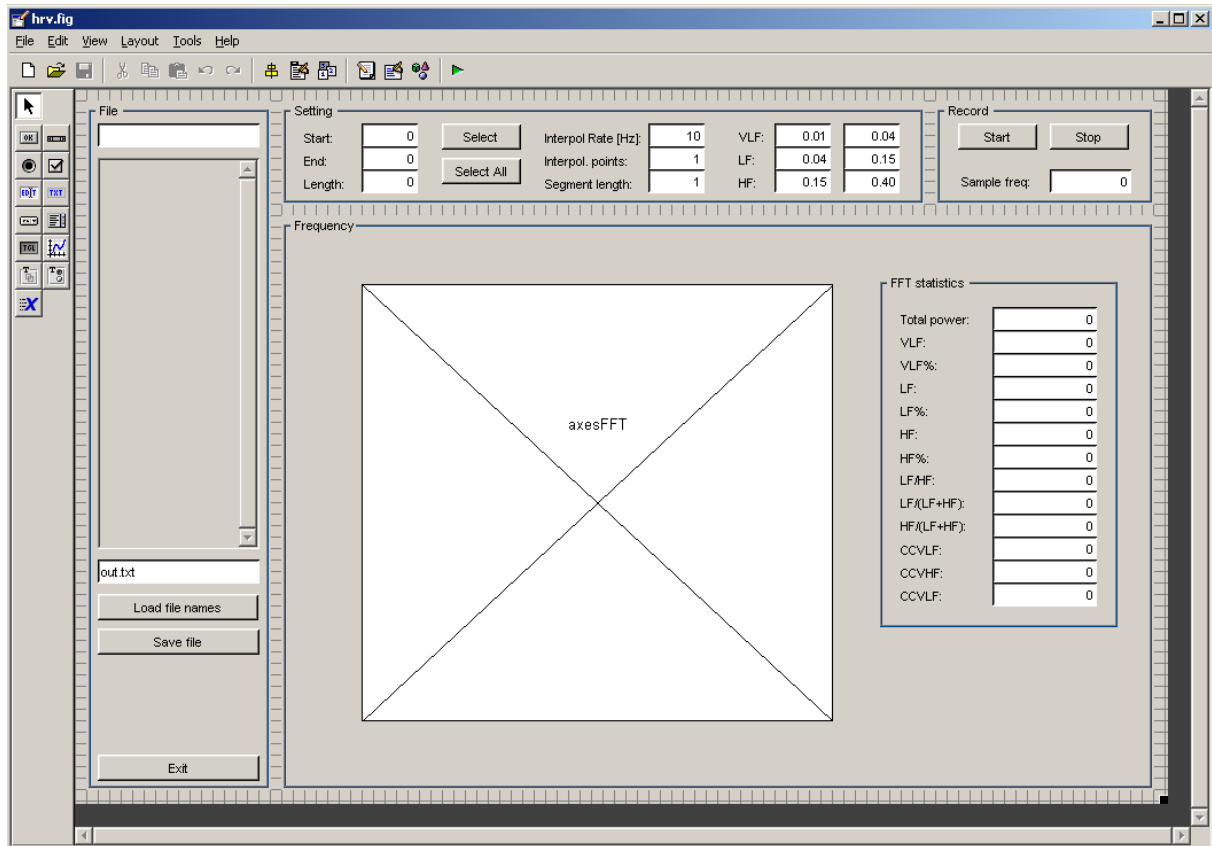 hrv.fig
File Edit View Layout Tools Help
OK
EDIT TXT
TGL
File
out.txt
Load file names
Save file
Exit
Setting
Start: 0 Select Interpol Rate [Hz]: 10 VLF: 0.01 0.04
End: 0 Select All Interpol. points: 1 LF: 0.04 0.15
Length: 0 Segment length: 1 HF: 0.15 0.40
Record
Start Stop
Sample freq: 0
Frequency
axesFFT
FFT statistics
Total power: 0
VLF: 0
VLF%: 0
LF: 0
LF%: 0
HF: 0
HF%: 0
LF/HF: 0
LF/(LF+HF): 0
HF/(LF+HF): 0
CCVLF: 0
CCVHF: 0
CCVLF: 0